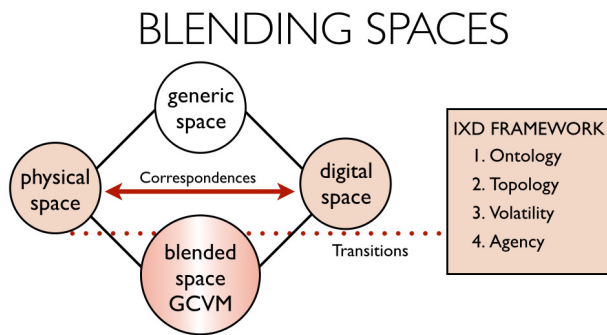 BLENDING SPACES
generic
space
physical
space
Correspondences
digital
space
blended
space
GCVM
Transitions
IXD FRAMEWORK
1. Ontology
2. Topology
3. Volatility
4. Agency